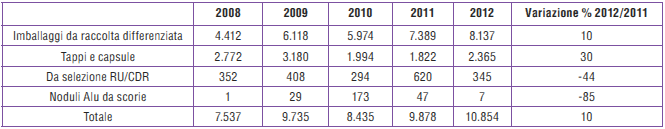 2008 2009 2010 2011 2012 Variazione % 2012/2011
Imballaggi da raccolta differenziata 4.412 6.118 5.974 7.389 8.137 10
Tappi e capsule 2.772 3.180 1.994 1.822 2.365 30
Da selezione RU/CDR 352 408 294 620 345 -44
Noduli Alu da scorie 1 29 173 47 7 -85
Totale 7.537 9.735 8.435 9.878 10.854 10